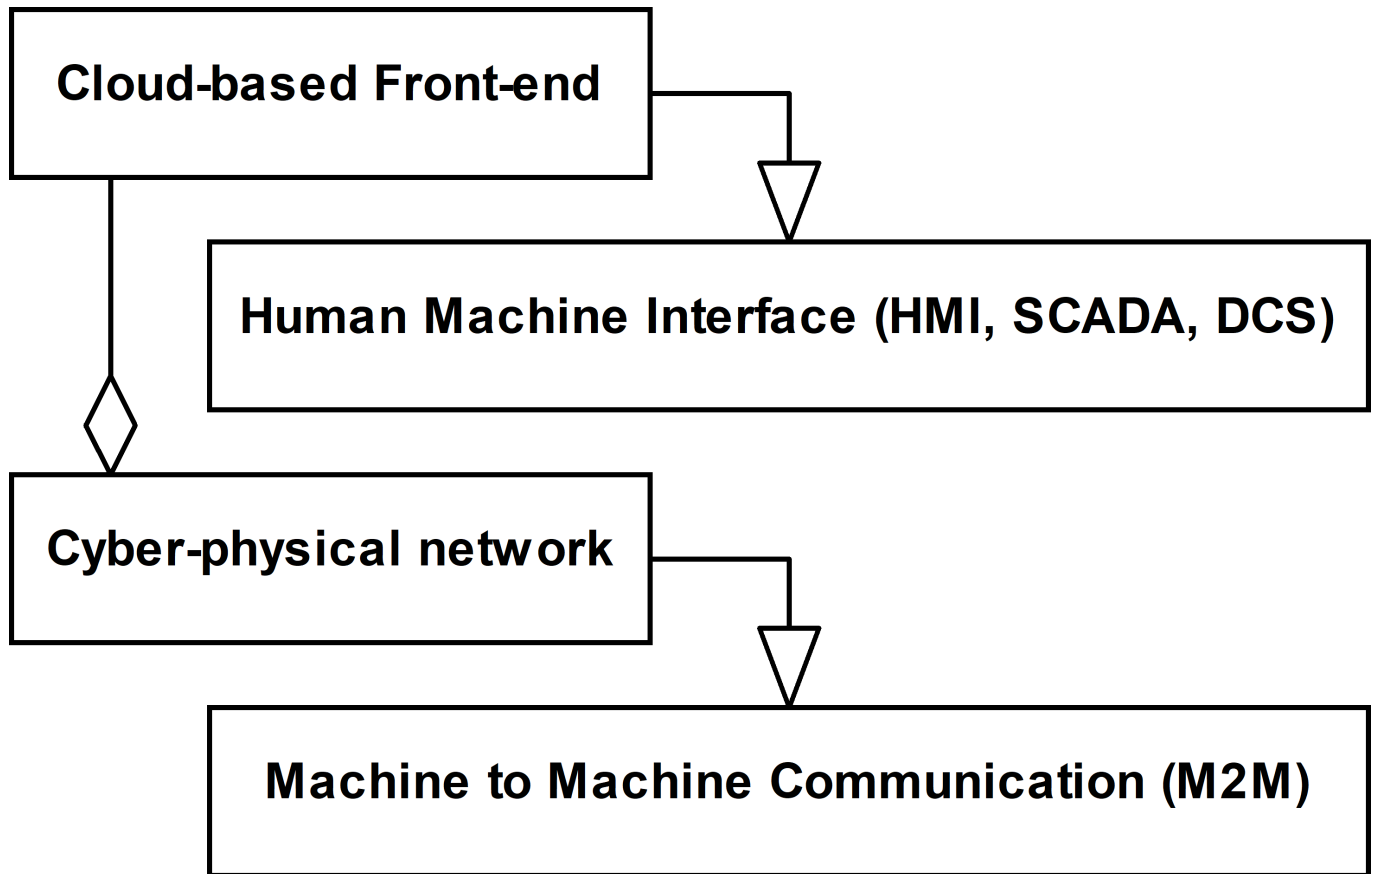 Cloud-based Front-end
Human Machine Interface (HMI, SCADA, DCS)
Cyber-physical network
Machine to Machine Communication (M2M)